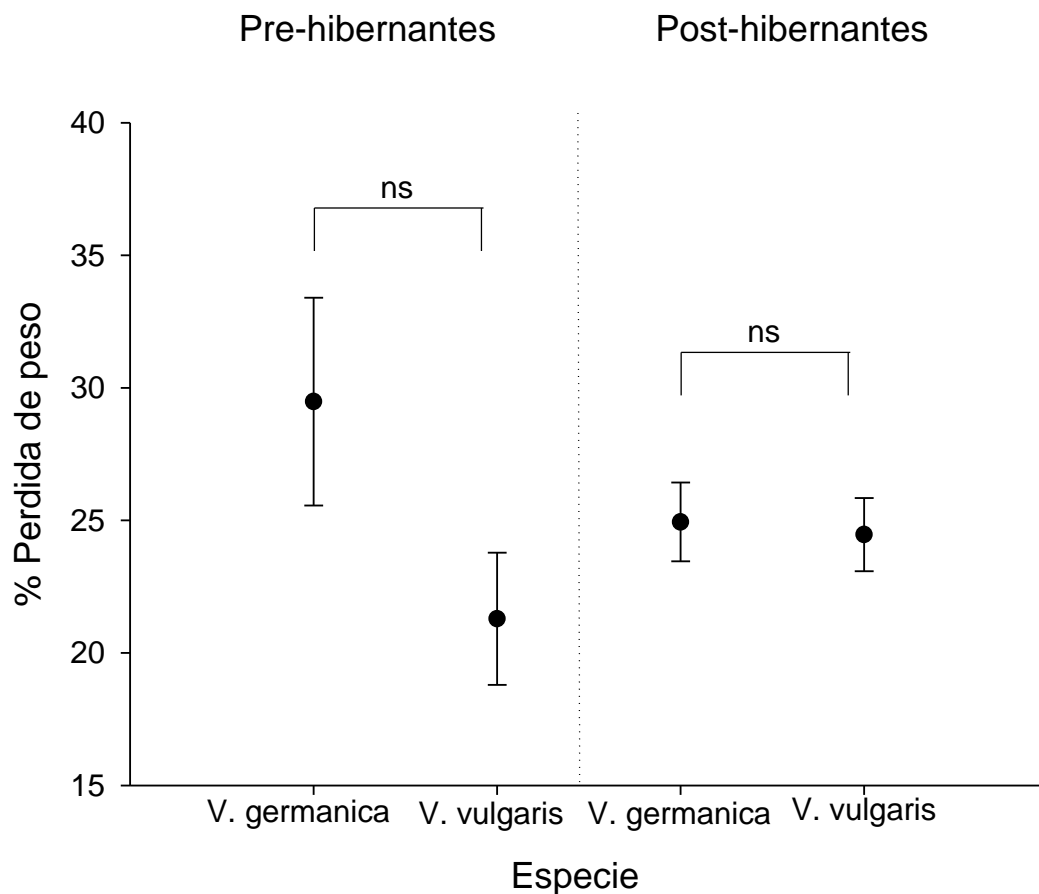 Pre-hibernantes Post-hibernantes
40
ns
35
ns
30
25
20
15
% Perdida de peso
V. germanica V. vulgaris V. germanica V. vulgaris
Especie